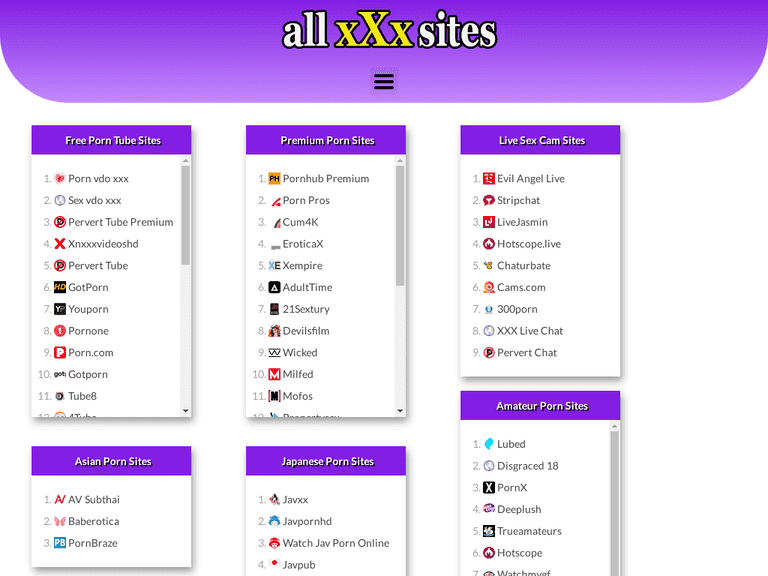 all xXx sites
Free Porn Tube Sites
1. Porn vdo xxx
2. Sex vdo xxx
3. Pervert Tube Premium
4. Xnxxxvideoshd
5. Pervert Tube
6. GotPorn
7. Youporn
8. Pornone
9. Porn.com
10. Gotporn
11. Tube8
12. 4Tube
Premium Porn Sites
1. Pornhub Premium
2. Porn Pros
3. Cum4K
4. EroticaX
5. Xempire
6. AdultTime
7. 21Sextury
8. Devilsfilm
9. Wicked
10. Milfed
11. Mofos
12.
Live Sex Cam Sites
1. Evil Angel Live
2. Stripchat
3. LiveJasmin
4. Hotscope.live
5. Chaturbate
6. Cams.com
7. 300porn
8. XXX Live Chat
9. Pervert Chat
Asian Porn Sites
1. AV Subthai
2. Baberotica
3. PornBraze
Japanese Porn Sites
1. Javxx
2. Javpornhd
3. Watch Jav Porn Online
4. Javpub
Amateur Porn Sites
1. Lubed
2. Disgraced 18
3. PornX
4. Deeplush
5. Trueamateurs
6. Hotscope
7. Watchmygf